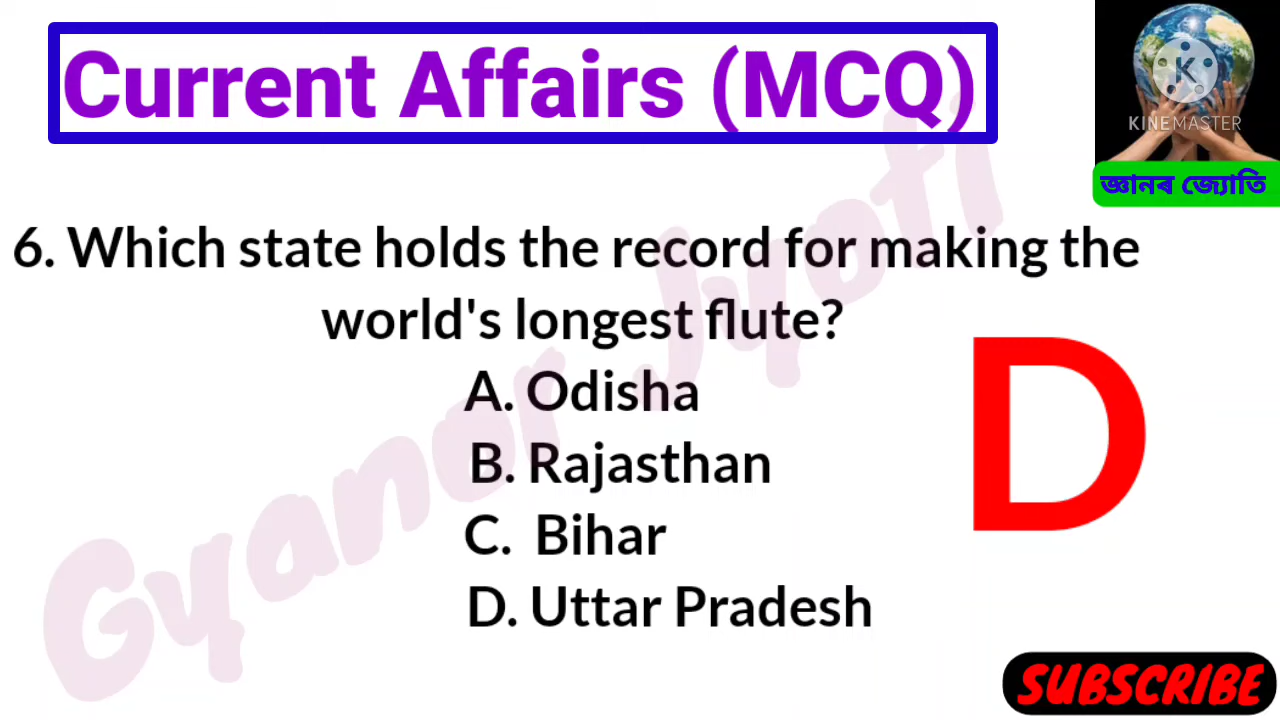 Current Affairs (MCQ)
K
KINEMASTER
জ্ঞানৰ জ্যোতি
6. Which state holds the record for making the
world's longest flute?
A. Odisha
B. Rajasthan
C. Bihar
D. Uttar Pradesh
D
Gyanor Jyoti
SUBSCRIBE